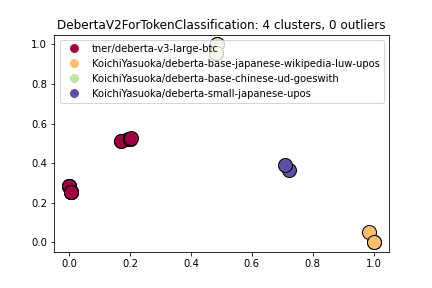 DebertaV2ForTokenClassification: 4 clusters, 0 outliers
1.0
tner/deberta-v3-large-btc
KoichiYasuoka/deberta-base-japanese-wikipedia-luw-upos
KoichiYasuoka/deberta-base-chinese-ud-goeswith
KoichiYasuoka/deberta-small-japanese-upos
0.8
0.6
0.4
0.2
0.0
0.0 0.2 0.4 0.6 0.8 1.0